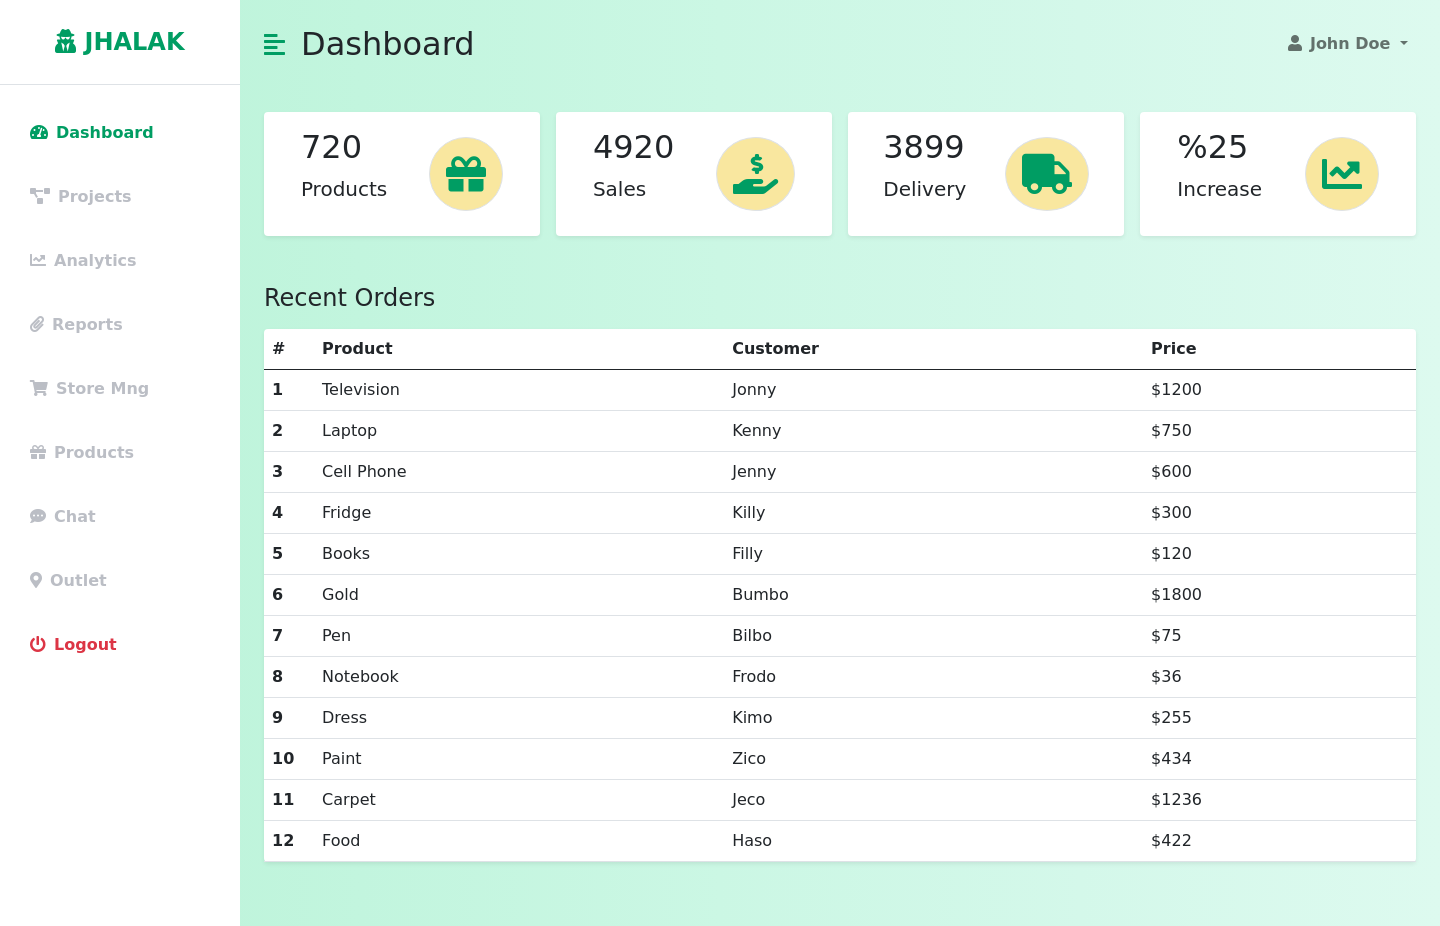 JHALAK
Dashboard
Projects
Analytics
Reports
Store Mng
Products
Chat
Outlet
Logout
Dashboard
John Doe
720
Products
4920
Sales
3899
Delivery
%25
Increase
Recent Orders
# Product Customer Price
1 Television Jonny $1200
2 Laptop Kenny $750
3 Cell Phone Jenny $600
4 Fridge Killy $300
5 Books Filly $120
6 Gold Bumbo $1800
7 Pen Bilbo $75
8 Notebook Frodo $36
9 Dress Kimo $255
10 Paint Zico $434
11 Carpet Jeco $1236
12 Food Haso $422